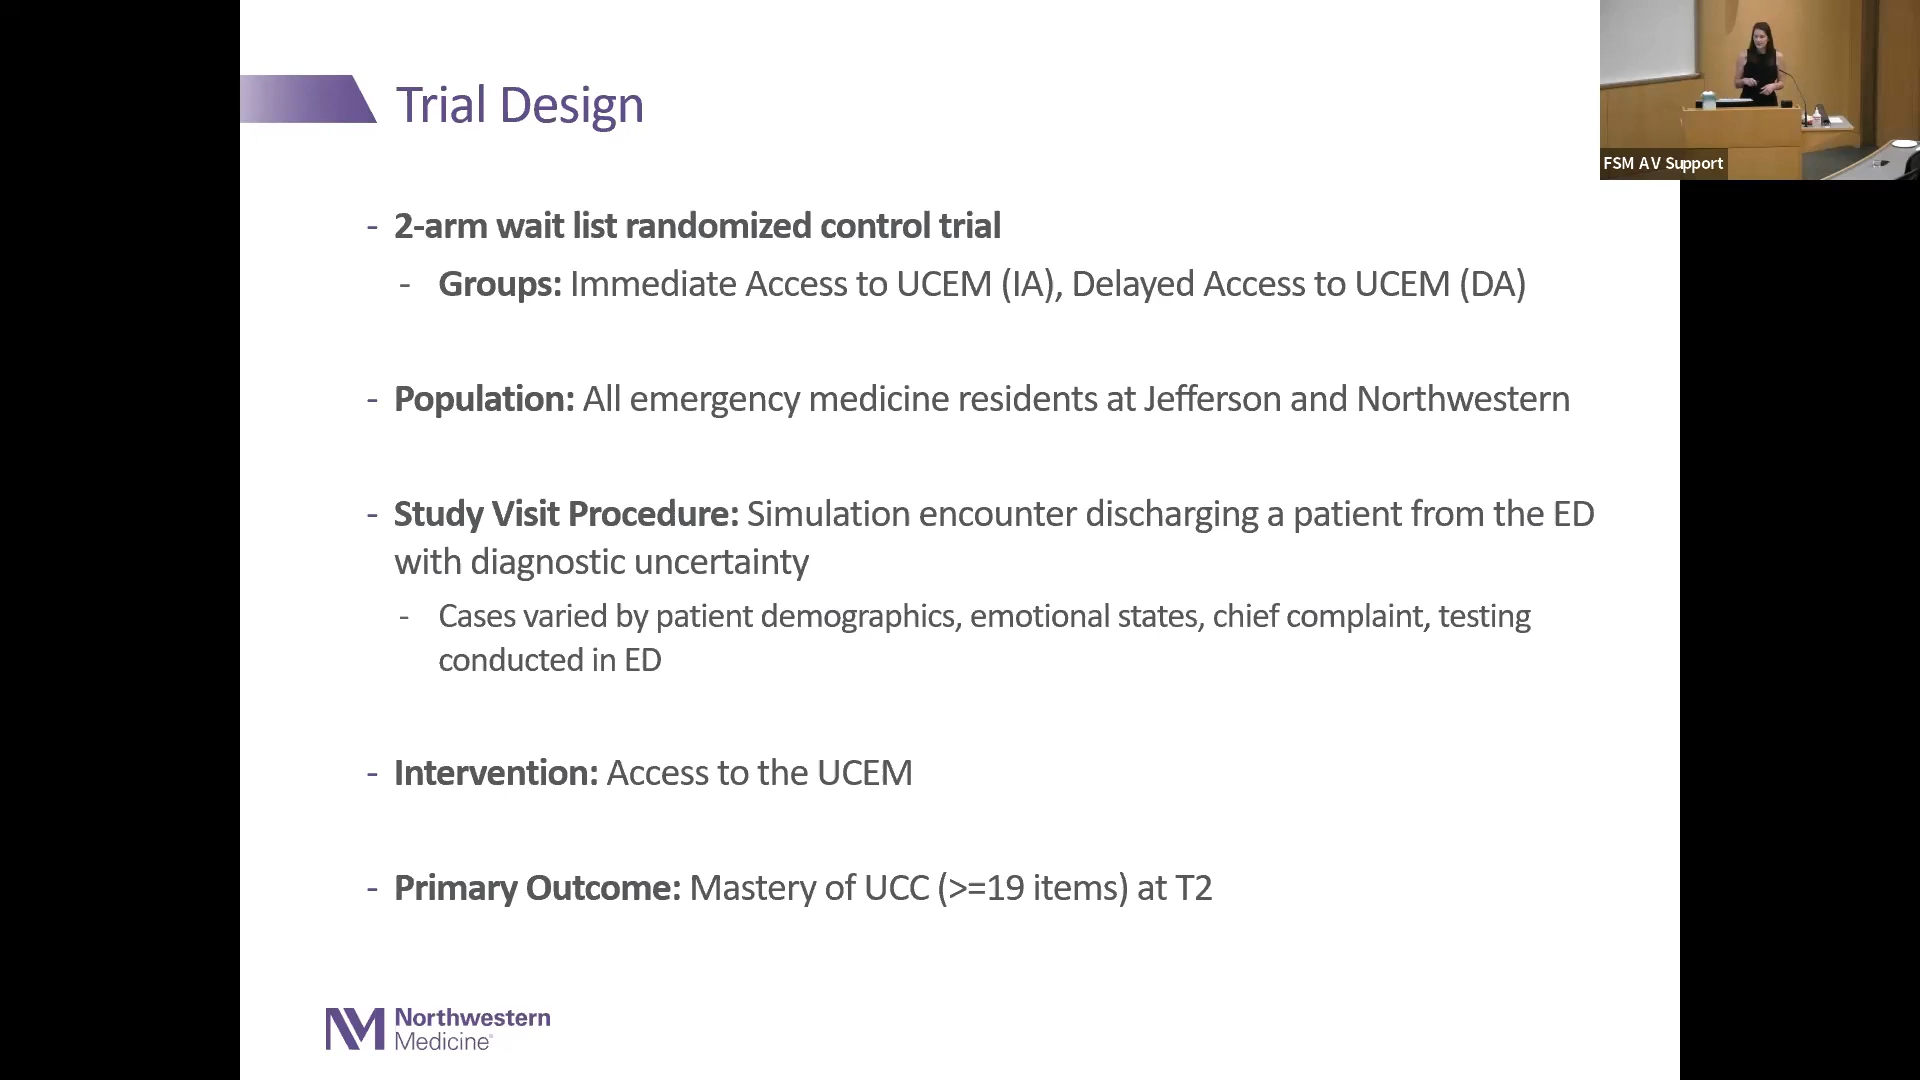 Trial Design
FSM AV Support
- 2-arm wait list randomized control trial
- Groups: Immediate Access to UCEM (IA), Delayed Access to UCEM (DA)
- Population: All emergency medicine residents at Jefferson and Northwestern
- Study Visit Procedure: Simulation encounter discharging a patient from the ED
with diagnostic uncertainty
- Cases varied by patient demographics, emotional states, chief complaint, testing
conducted in ED
- Intervention: Access to the UCEM
- Primary Outcome: Mastery of UCC (>=19 items) at T2
NM Northwestern
Medicine